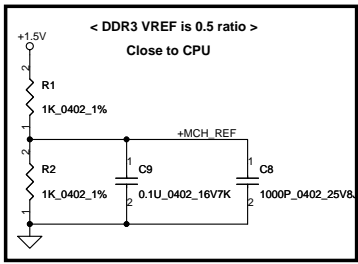 < DDR3 VREF is 0.5 ratio >
+1.5V
Close to CPU
2
R1
1K_0402_1%
1
+MCH_REF
2
R2
1K_0402_1%
1
1
C9
0.1U_0402_16V7K
2
1
C8
1000P_0402_25V8J
2